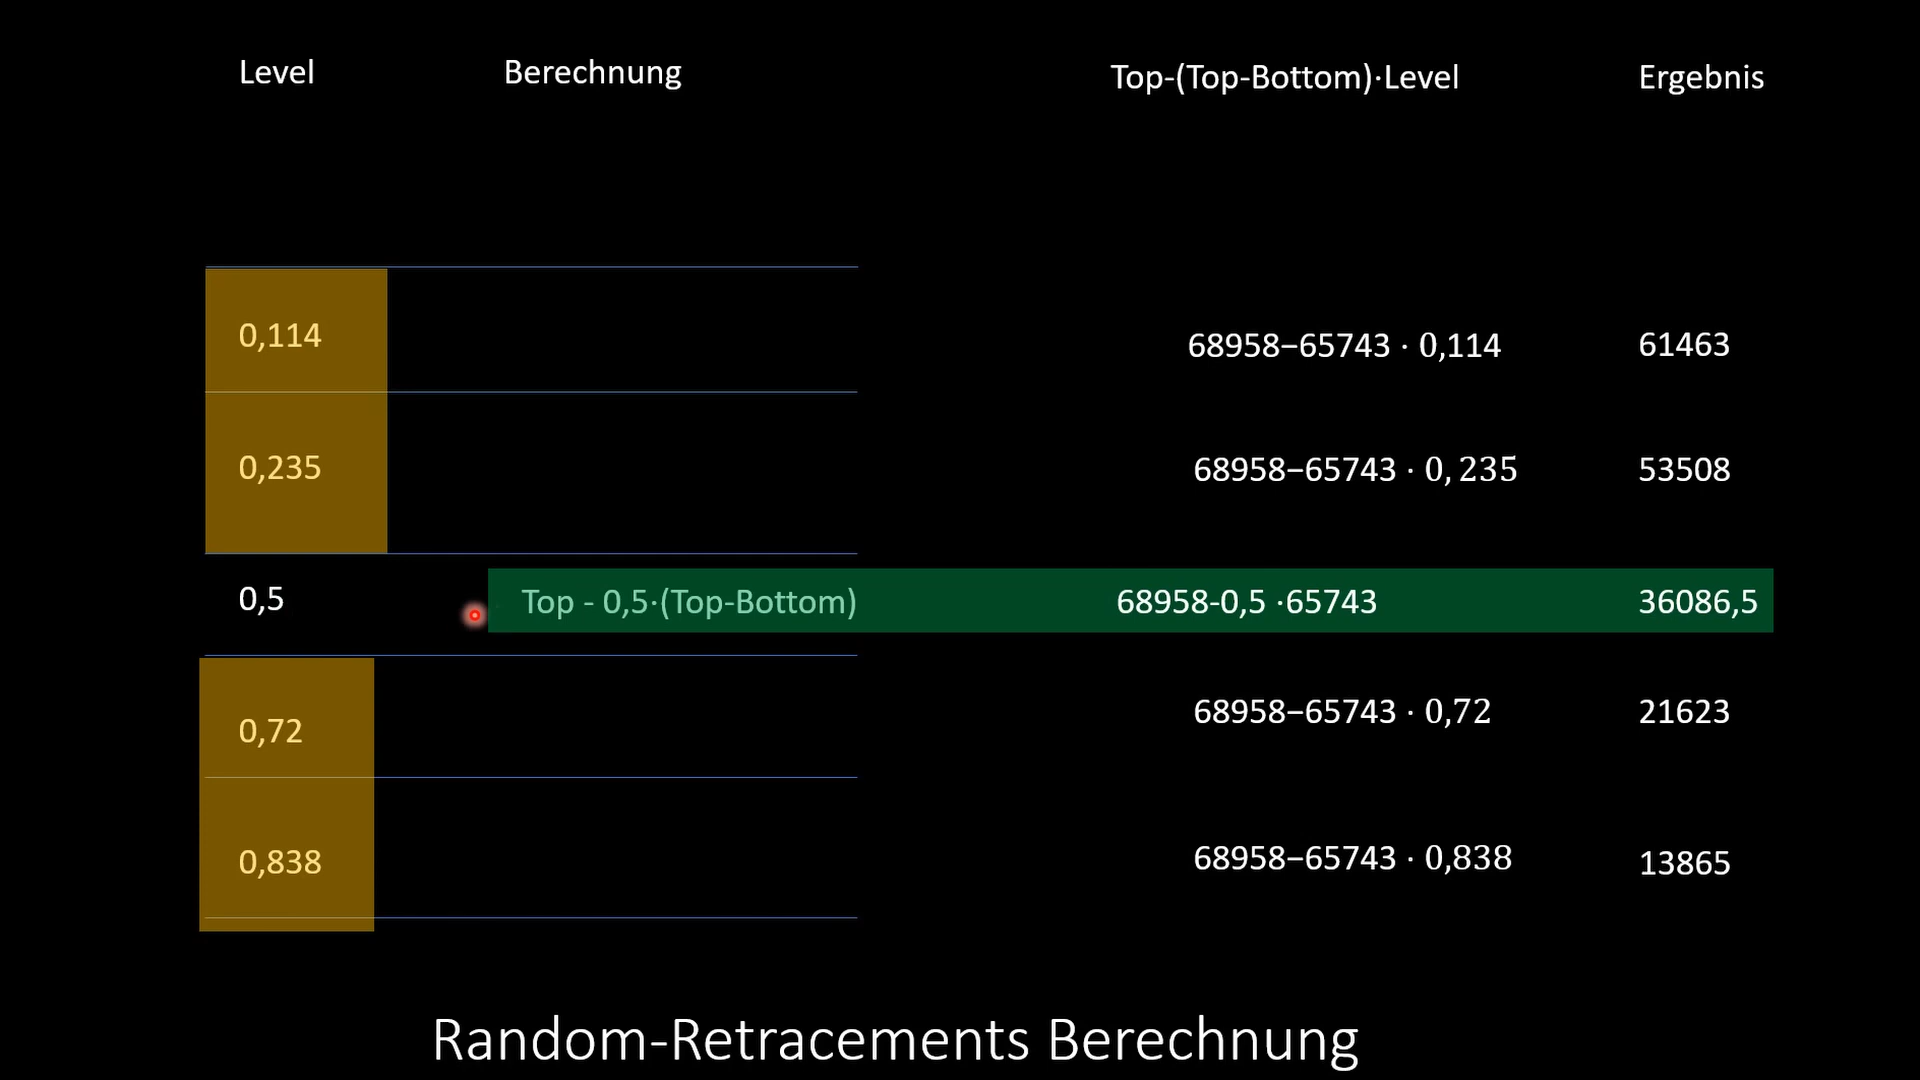 Level Berechnung Top-(Top-Bottom)·Level Ergebnis
0,114 68958−65743 · 0,114 61463
0,235 68958−65743 · 0, 235 53508
0,5 Top - 0,5·(Top-Bottom) 68958-0,5 ·65743 36086,5
0,72 68958−65743 · 0,72 21623
0,838 68958−65743 · 0,838 13865
Random-Retracements Berechnung